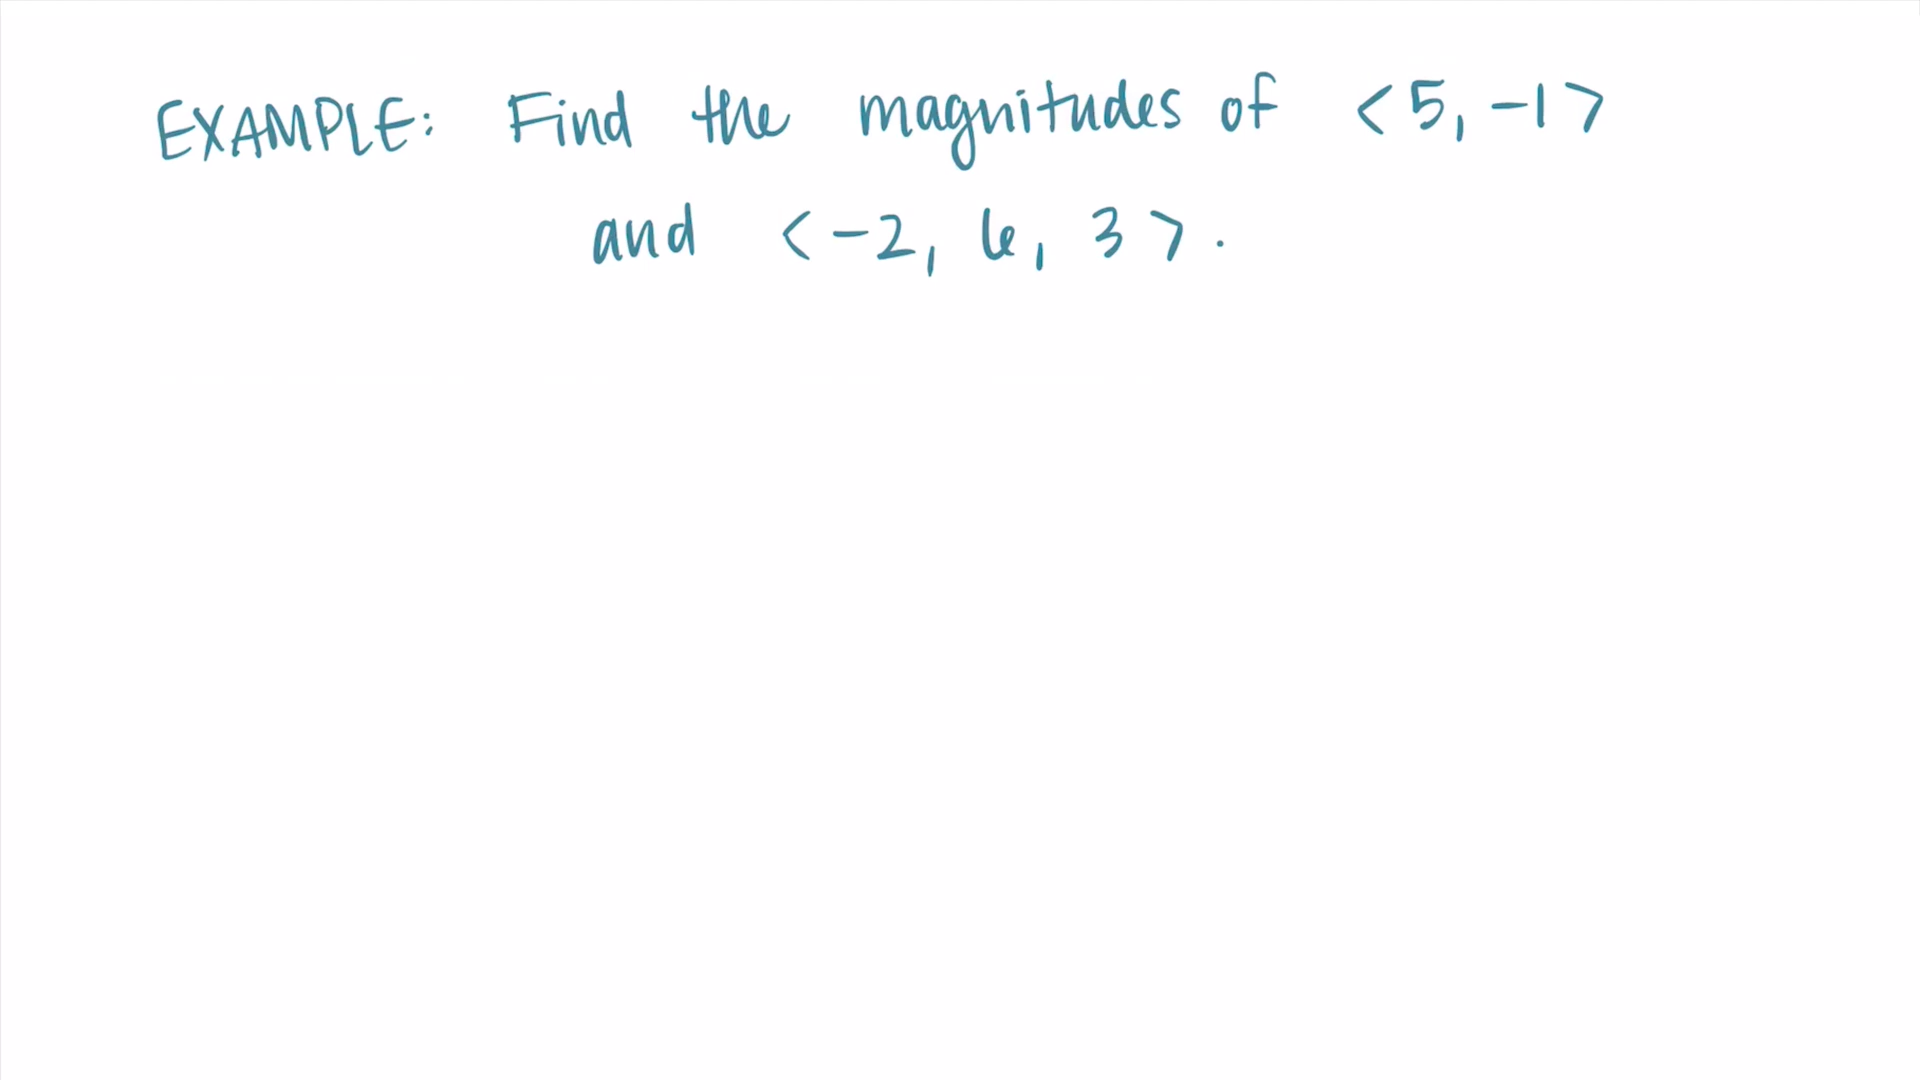 EXAMPLE: Find the magnitudes of <5, -1>
and <-2, 6, 3>.